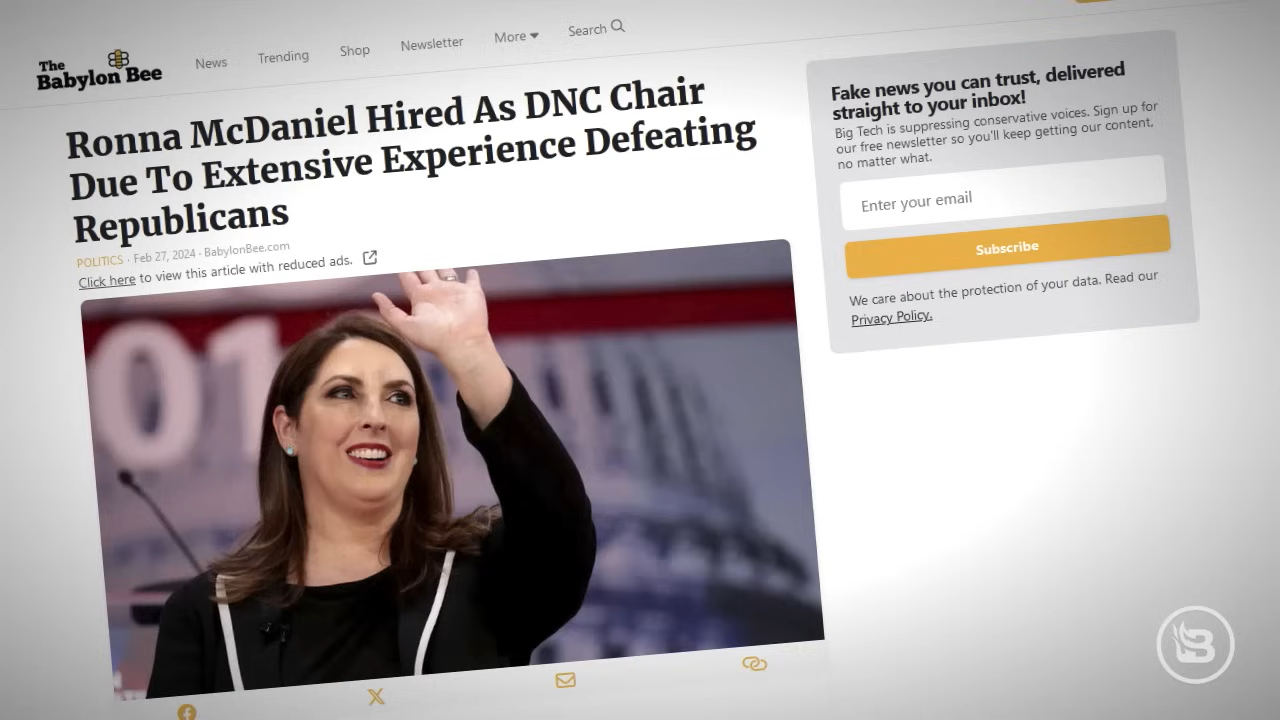 The
Babylon Bee
News
Trending
Shop
Newsletter
More
Search
Ronna McDaniel Hired As DNC Chair
Due To Extensive Experience Defeating
Republicans
POLITICS · Feb 27, 2024 · BabylonBee.com
Click here to view this article with reduced ads.
01
Fake news you can trust, delivered
straight to your inbox!
Big Tech is suppressing conservative voices. Sign up for
our free newsletter so you'll keep getting our content,
no matter what.
Enter your email
Subscribe
We care about the protection of your data. Read our
Privacy Policy.
B